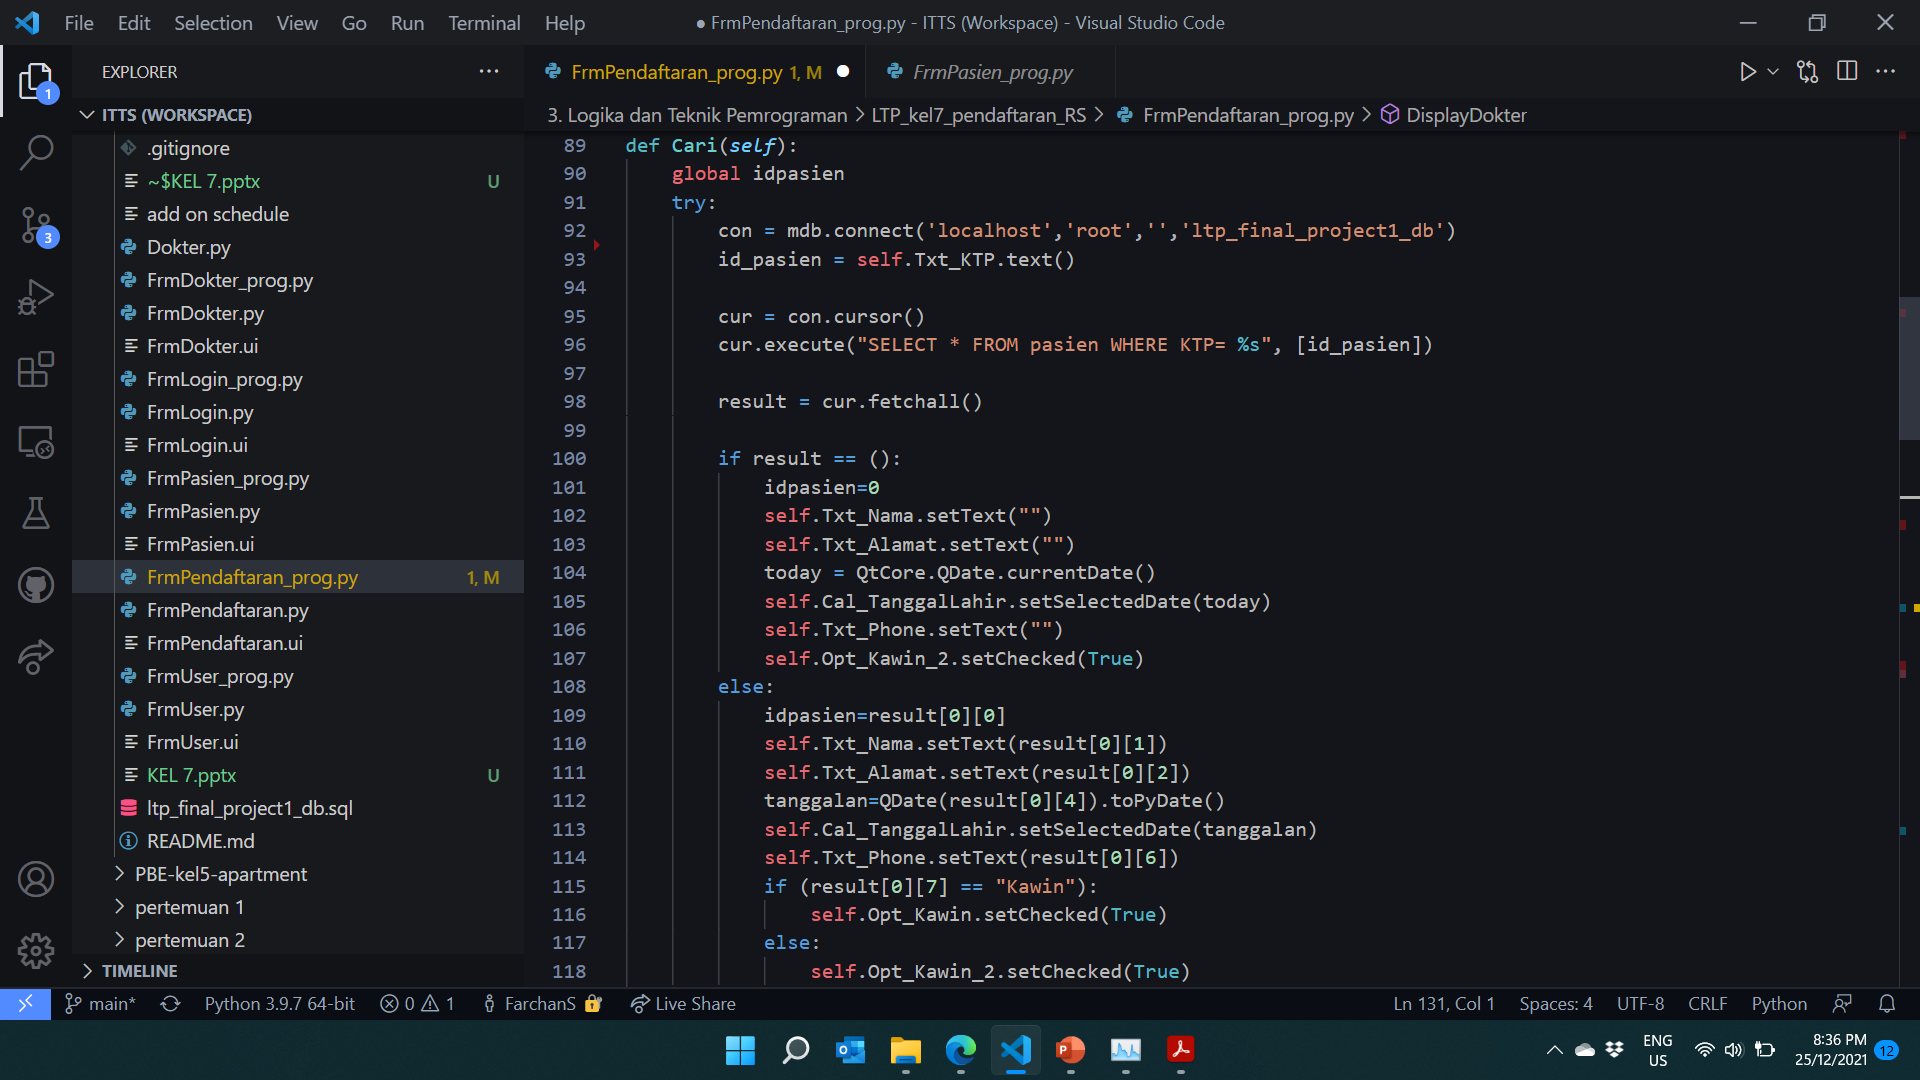 File Edit Selection View Go Run Terminal Help
● FrmPendaftaran_prog.py - ITTS (Workspace) - Visual Studio Code
EXPLORER
FrmPendaftaran_prog.py 1, M
FrmPasien_prog.py
ITTS (WORKSPACE)
3. Logika dan Teknik Pemrograman > LTP_kel7_pendaftaran_RS > FrmPendaftaran_prog.py > DisplayDokter
.gitignore
~$KEL 7.pptx U
add on schedule
Dokter.py
FrmDokter_prog.py
FrmDokter.py
FrmDokter.ui
FrmLogin_prog.py
FrmLogin.py
FrmLogin.ui
FrmPasien_prog.py
FrmPasien.py
FrmPasien.ui
FrmPendaftaran_prog.py 1, M
FrmPendaftaran.py
FrmPendaftaran.ui
FrmUser_prog.py
FrmUser.py
FrmUser.ui
KEL 7.pptx U
ltp_final_project1_db.sql
README.md
PBE-kel5-apartment
pertemuan 1
pertemuan 2
TIMELINE
1
3
89 def Cari(self):
90 global idpasien
91 try:
92 con = mdb.connect('localhost','root','','ltp_final_project1_db')
93 id_pasien = self.Txt_KTP.text()
94
95 cur = con.cursor()
96 cur.execute("SELECT * FROM pasien WHERE KTP= %s", [id_pasien])
97
98 result = cur.fetchall()
99
100 if result == ():
101 idpasien=0
102 self.Txt_Nama.setText("")
103 self.Txt_Alamat.setText("")
104 today = QtCore.QDate.currentDate()
105 self.Cal_TanggalLahir.setSelectedDate(today)
106 self.Txt_Phone.setText("")
107 self.Opt_Kawin_2.setChecked(True)
108 else:
109 idpasien=result[0][0]
110 self.Txt_Nama.setText(result[0][1])
111 self.Txt_Alamat.setText(result[0][2])
112 tanggalan=QDate(result[0][4]).toPyDate()
113 self.Cal_TanggalLahir.setSelectedDate(tanggalan)
114 self.Txt_Phone.setText(result[0][6])
115 if (result[0][7] == "Kawin"):
116 self.Opt_Kawin.setChecked(True)
117 else:
118 self.Opt_Kawin_2.setChecked(True)
main* Python 3.9.7 64-bit 0 1 FarchanS Live Share
Ln 131, Col 1 Spaces: 4 UTF-8 CRLF Python
ENG
US
8:36 PM
25/12/2021
12